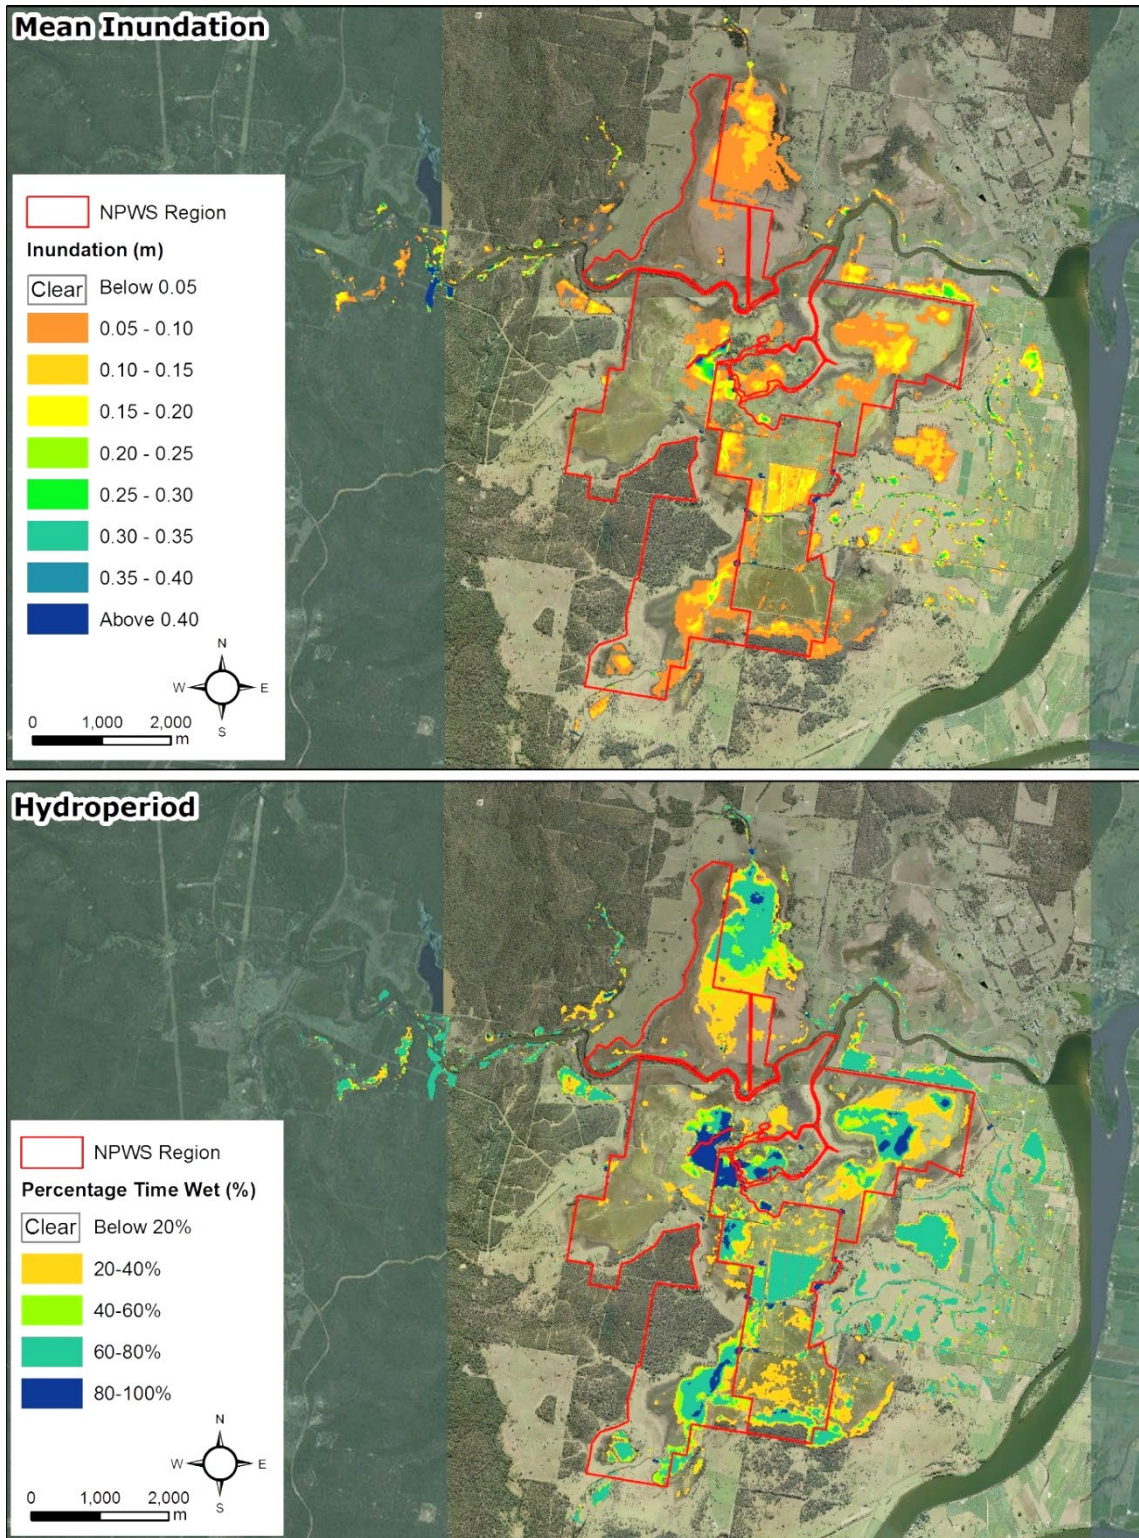 Mean Inundation
NPWS Region
Inundation (m)
Clear Below 0.05
0.05 - 0.10
0.10 - 0.15
0.15 - 0.20
0.20 - 0.25
0.25 - 0.30
0.30 - 0.35
0.35 - 0.40
Above 0.40
N
W E
S
0 1,000 2,000
m
Hydroperiod
NPWS Region
Percentage Time Wet (%)
Clear Below 20%
20-40%
40-60%
60-80%
80-100%
N
W E
S
0 1,000 2,000
m